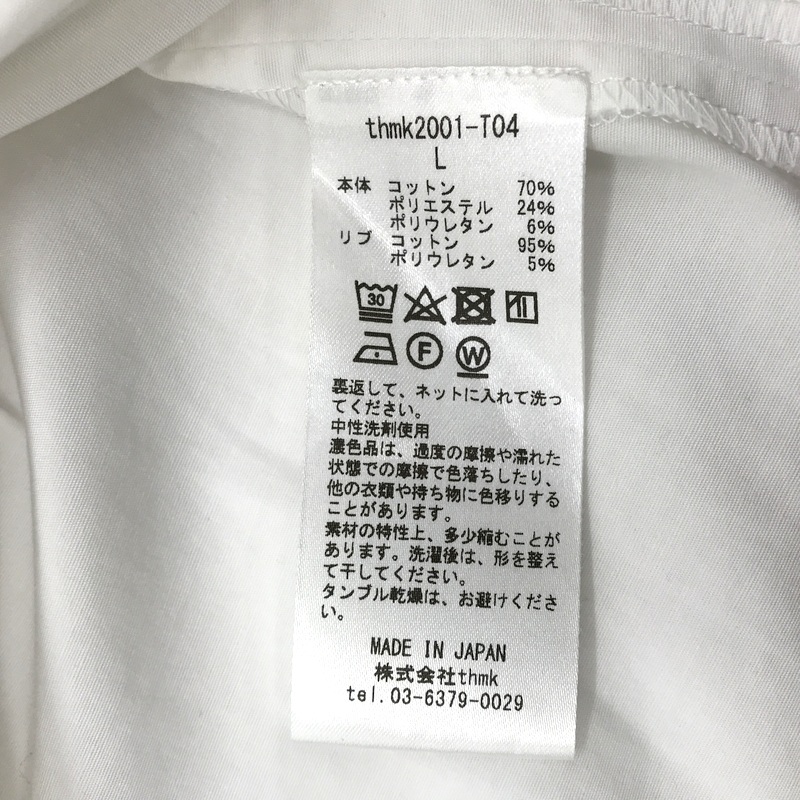 thmk2001-T04
L
本体 コットン 70%
ポリエステル 24%
ポリウレタン 6%
リブ コットン 95%
ポリウレタン 5%
30
F W
裏返して、ネットに入れて洗っ
てください。
中性洗剤使用
濃色品は、過度の摩擦や濡れた
状態での摩擦で色落ちしたり、
他の衣類や持ち物に色移りする
ことがあります。
素材の特性上、多少縮むことが
あります。洗濯後は、形を整え
て干してください。
タンブル乾燥は、お避けくださ
い。
MADE IN JAPAN
株式会社thmk
tel.03-6379-0029